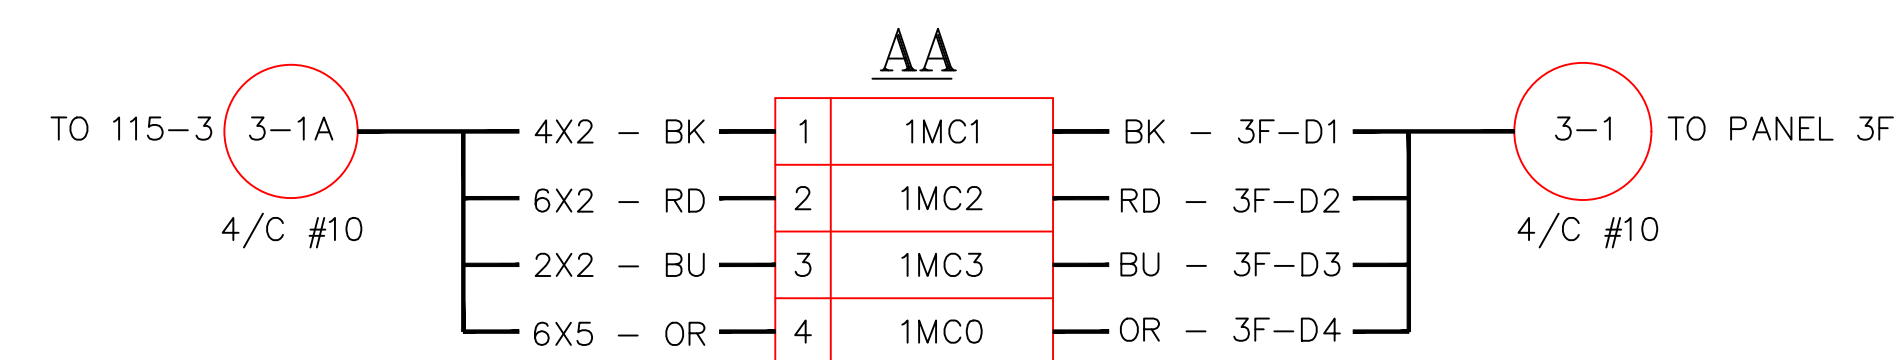 AA
TO 115-3 3-1A 4X2 - BK 1 1MC1 BK - 3F-D1 3-1 TO PANEL 3F
6X2 - RD 2 1MC2 RD - 3F-D2
4/C #10 4/C #10
2X2 - BU 3 1MC3 BU - 3F-D3
6X5 - OR 4 1MC0 OR - 3F-D4